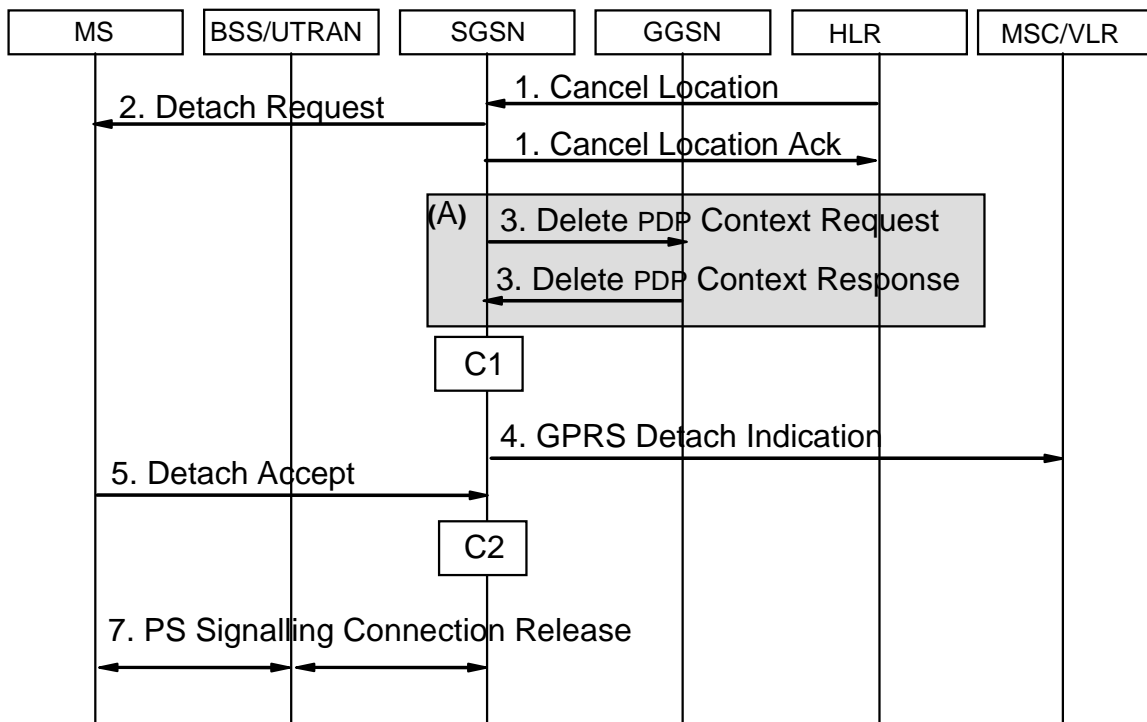 MS
BSS/UTRAN
SGSN
GGSN
HLR
MSC/VLR
1. Cancel Location
2. Detach Request
1. Cancel Location Ack
(A)
3. Delete PDP Context Request
3. Delete PDP Context Response
C1
4. GPRS Detach Indication
5. Detach Accept
C2
7. PS Signalling Connection Release